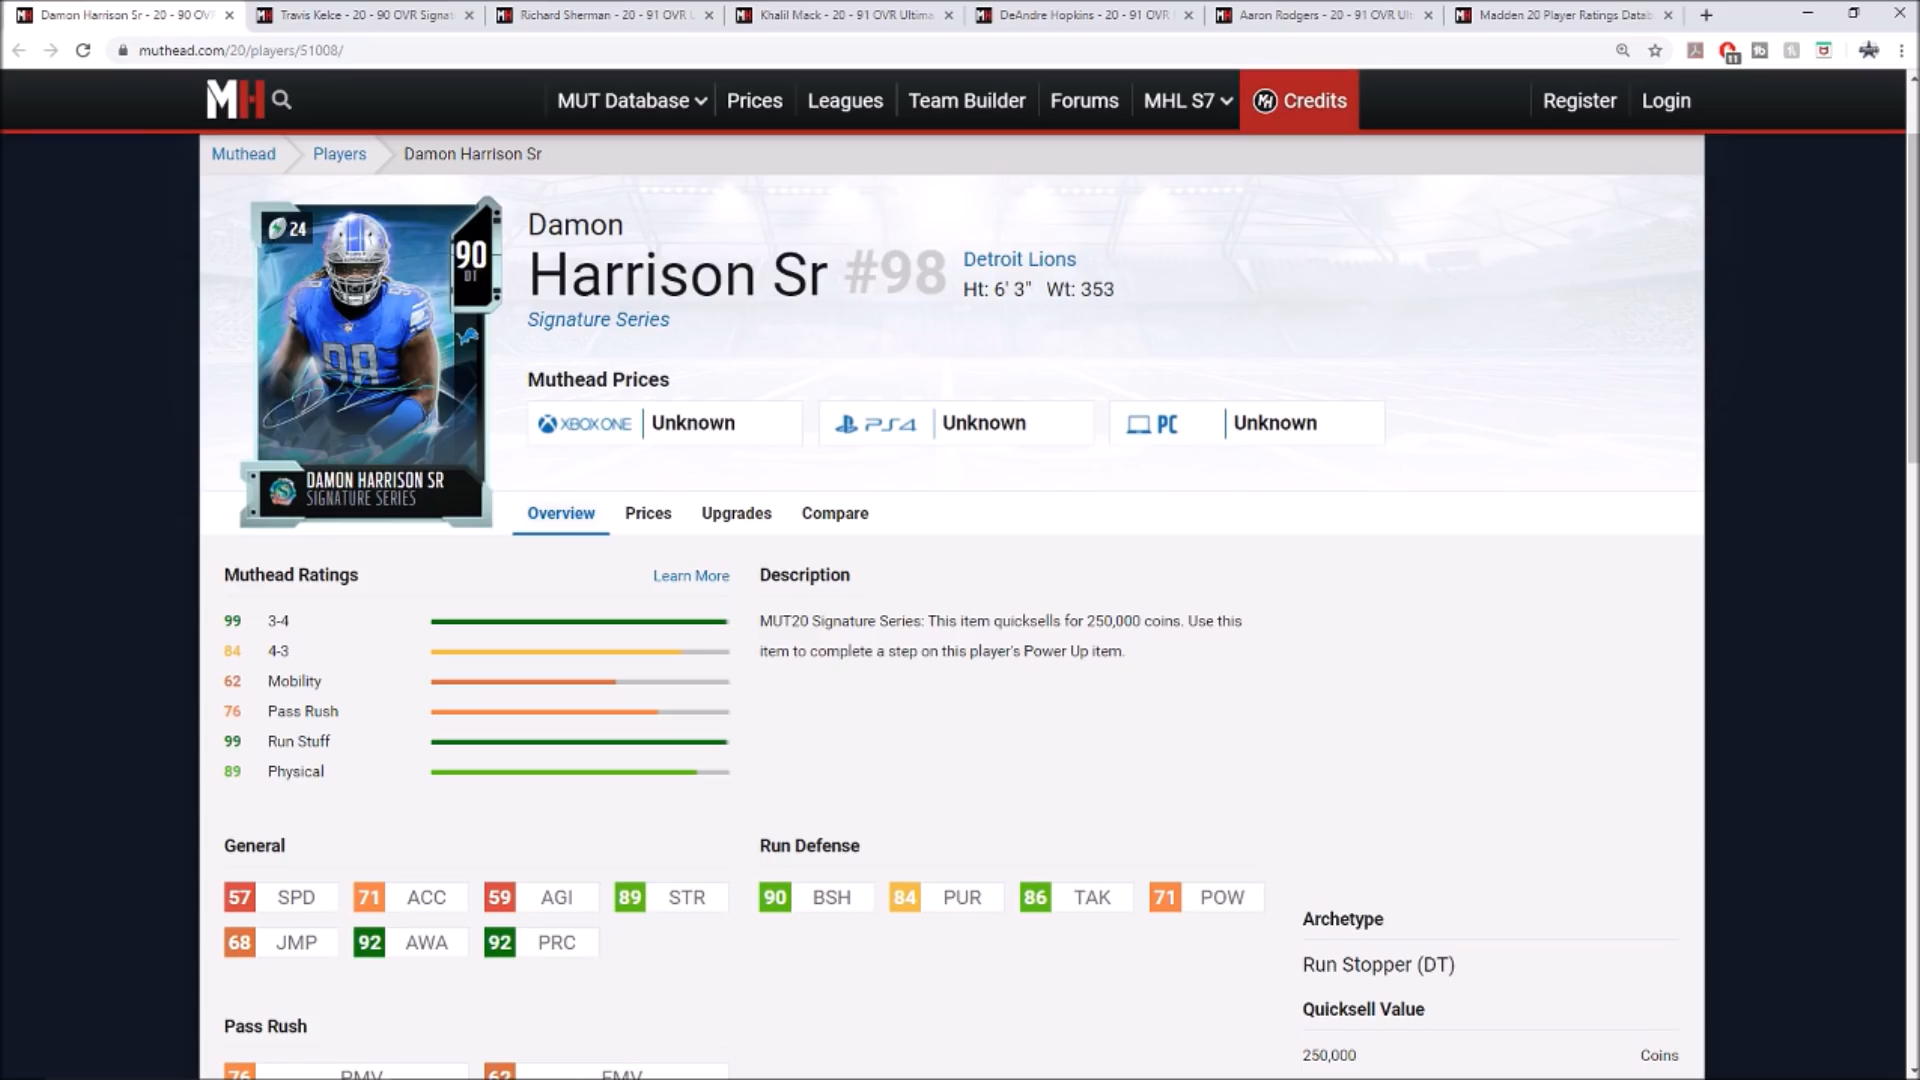 Damon Harrison Sr - 20 - 90 OV
Travis Kelce - 20 - 90 OVR Signat
Richard Sherman - 20 - 91 OVR L
Khalil Mack - 20 - 91 OVR Ultima
DeAndre Hopkins - 20 - 91 OVR
Aaron Rodgers - 20 - 91 OVR Ult
Madden 20 Player Ratings Datab
muthead.com/20/players/51008/
MH
MUT Database
Prices
Leagues
Team Builder
Forums
MHL S7
Credits
Register
Login
Muthead
Players
Damon Harrison Sr
24
90
DT
98
DAMON HARRISON SR
SIGNATURE SERIES
Damon
Harrison Sr #98
Detroit Lions
Ht: 6' 3" Wt: 353
Signature Series
Muthead Prices
XBOX ONE Unknown
PS4 Unknown
PC Unknown
Overview
Prices
Upgrades
Compare
Muthead Ratings
Learn More
99 3-4
84 4-3
62 Mobility
76 Pass Rush
99 Run Stuff
89 Physical
Description
MUT20 Signature Series: This item quicksells for 250,000 coins. Use this
item to complete a step on this player's Power Up item.
General
57 SPD 71 ACC 59 AGI 89 STR
68 JMP 92 AWA 92 PRC
Run Defense
90 BSH 84 PUR 86 TAK 71 POW
Archetype
Run Stopper (DT)
Quicksell Value
250,000 Coins
Pass Rush
76 PMV 62 FMV